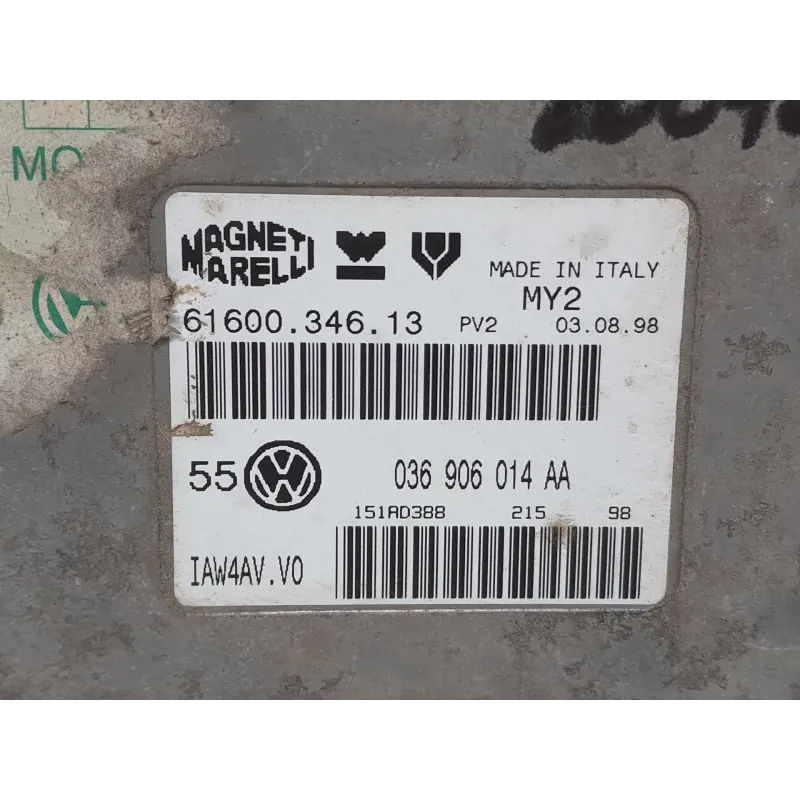 MO
MAGNETI
MARELLI
MADE IN ITALY
MY2
61600.346.13 PV2 03.08.98
55 VW 036 906 014 AA
151AD388 215 98
IAW4AV.V0